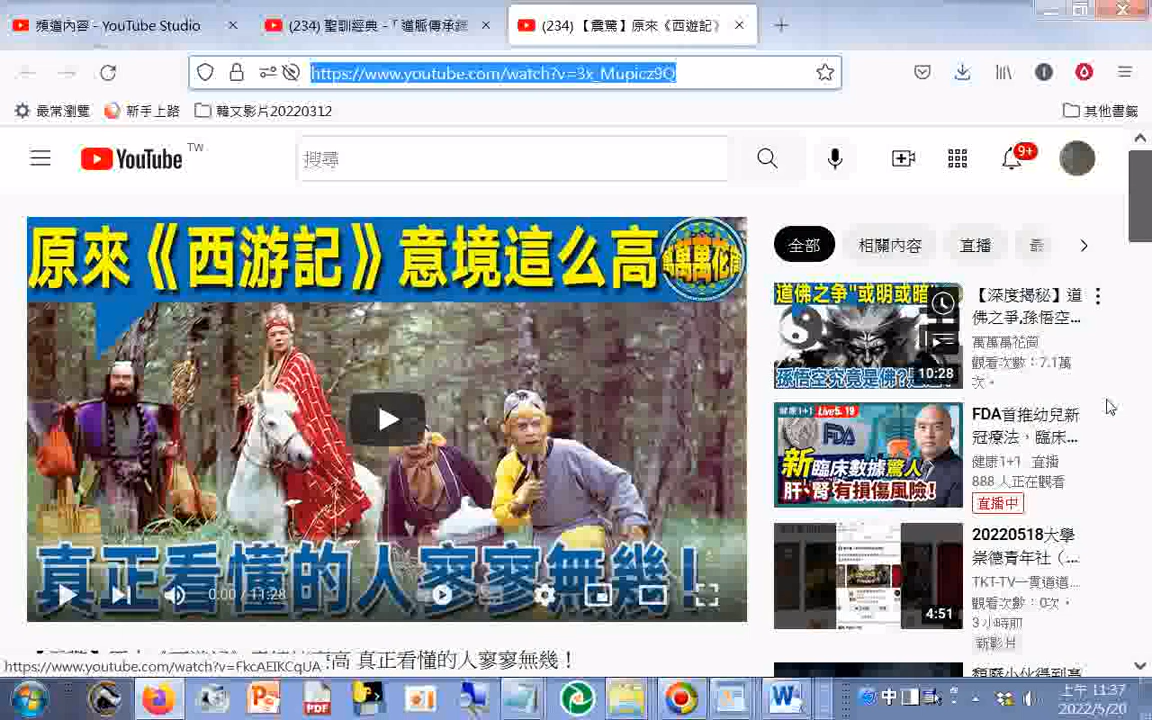 頻道內容 - YouTube Studio
(234) 聖訓經典 -「道脈傳承
(234) 【震驚】原來《西遊記》
https://www.youtube.com/watch?v=3x_Mupicz9Q
最常瀏覽
新手上路
韓文影片20220312
其他書籤
YouTube TW
搜尋
9+
原來《西游記》意境這么高
萬萬萬花筒
真正看懂的人寥寥無幾!
0:00 / 11:28
全部
相關內容
直播
最
道佛之争"或明或暗
孫悟空究竟是佛?
10:28
【深度揭秘】道
佛之爭,孫悟空...
萬萬萬花筒
觀看次數：7.1萬
次・
健康1+1 Live 5.19
FDA
新臨床數據驚人
肝、腎有損傷風險!
FDA首推幼兒新
冠療法，臨床...
健康1+1 直播
888 人正在觀看
直播中
4:51
20220518大學
崇德青年社（...
TKT-TV一貫道道...
觀看次數：0次・
3 小時前
新影片
高 真正看懂的人寥寥無幾！
https://www.youtube.com/watch?v=FkcAEIKCqUA
中
上午 11:37
2022/5/20